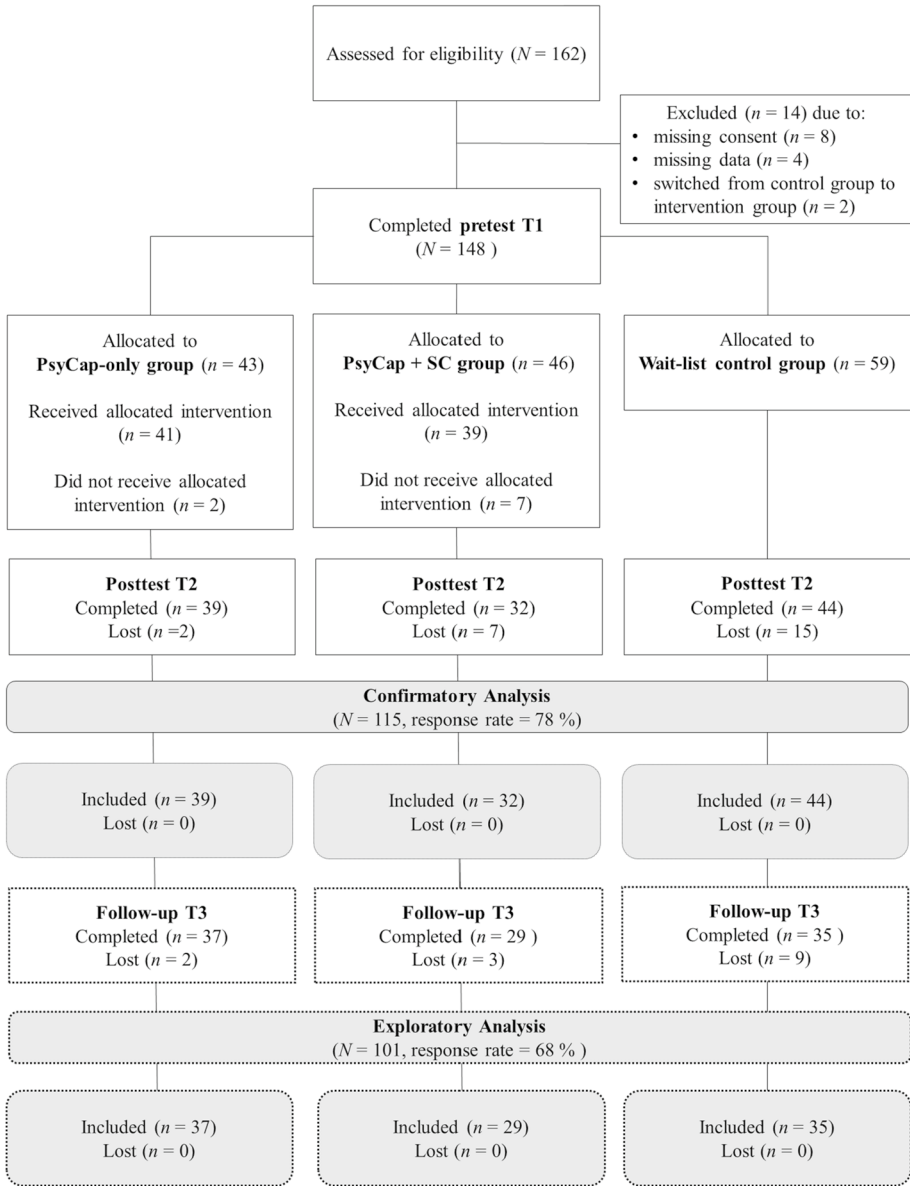 Assessed for eligibility (N = 162)
Excluded (n = 14) due to:
• missing consent (n = 8)
• missing data (n = 4)
• switched from control group to
intervention group (n = 2)
Completed pretest T1
(N = 148 )
Allocated to
PsyCap-only group (n = 43)
Received allocated intervention
(n = 41)
Did not receive allocated
intervention (n = 2)
Allocated to
PsyCap + SC group (n = 46)
Received allocated intervention
(n = 39)
Did not receive allocated
intervention (n = 7)
Allocated to
Wait-list control group (n = 59)
Posttest T2
Completed (n = 39)
Lost (n =2)
Posttest T2
Completed (n = 32)
Lost (n = 7)
Posttest T2
Completed (n = 44)
Lost (n = 15)
Confirmatory Analysis
(N = 115, response rate = 78 %)
Included (n = 39)
Lost (n = 0)
Included (n = 32)
Lost (n = 0)
Included (n = 44)
Lost (n = 0)
Follow-up T3
Completed (n = 37)
Lost (n = 2)
Follow-up T3
Completed (n = 29 )
Lost (n = 3)
Follow-up T3
Completed (n = 35 )
Lost (n = 9)
Exploratory Analysis
(N = 101, response rate = 68 % )
Included (n = 37)
Lost (n = 0)
Included (n = 29)
Lost (n = 0)
Included (n = 35)
Lost (n = 0)